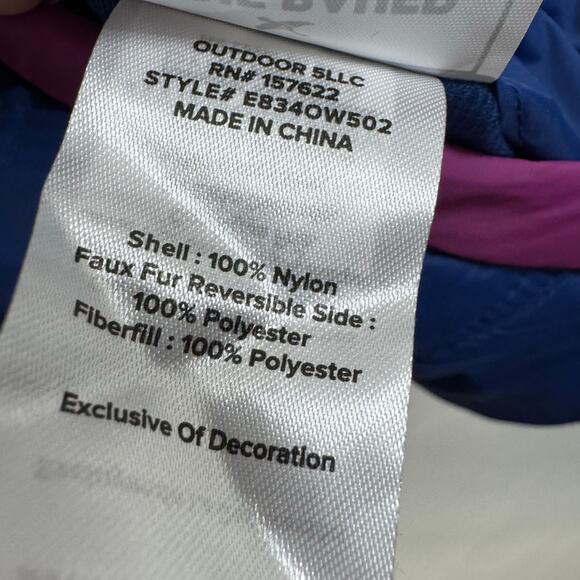 OUTDOOR 5LLC
RN# 157622
STYLE# E834OW502
MADE IN CHINA
Shell : 100% Nylon
Faux Fur Reversible Side :
100% Polyester
Fiberfill : 100% Polyester
Exclusive Of Decoration